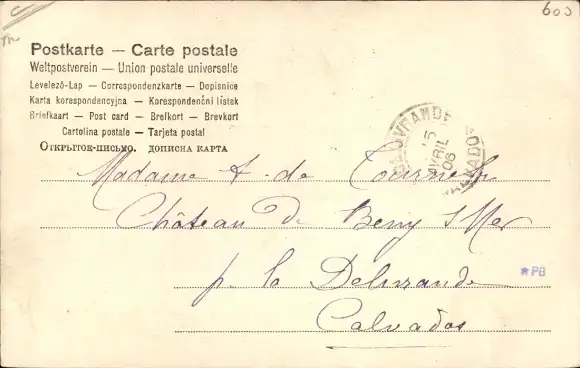 600
Postkarte — Carte postale
Weltpostverein — Union postale universelle
Levelező-Lap — Correspondenzkarte — Dopisnice
Karta korespondencyjna — Korespondenční lístek
Briefkaart — Post card — Brefkort — Brevkort
Cartolina postale — Tarjeta postal
Открытое-письмо. дописна карта
15
AVRIL
06
Madame de
Château de Beny s/Mer
p. la Delivrande
*PB
Calvados